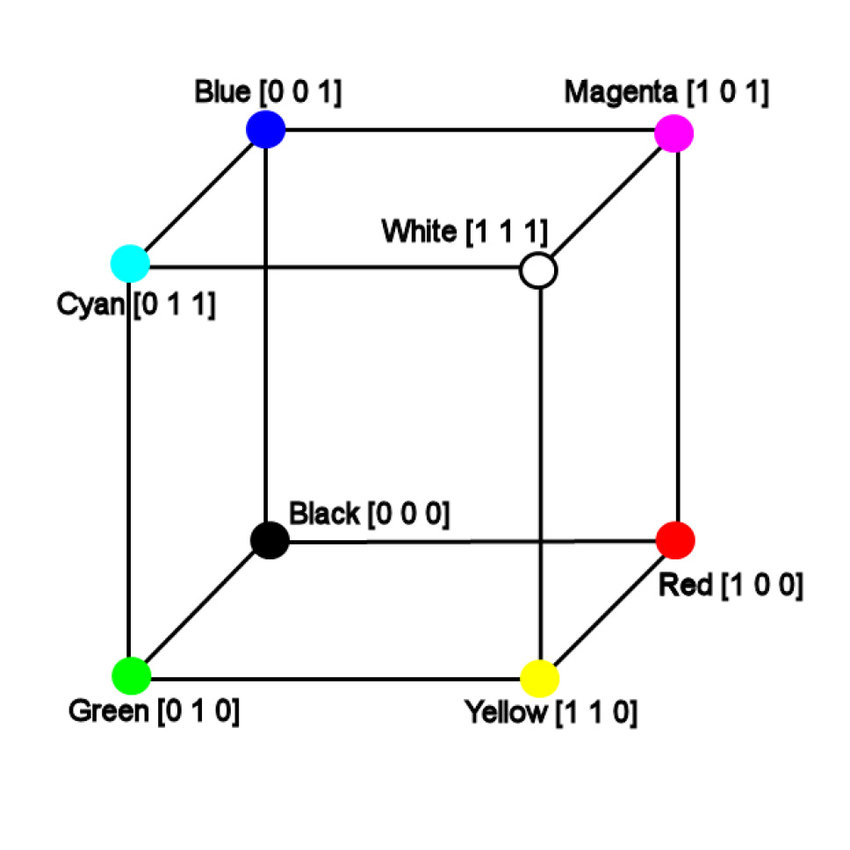 Blue [0 0 1]
Magenta [1 0 1]
White [1 1 1]
Cyan [0 1 1]
Black [0 0 0]
Red [1 0 0]
Green [0 1 0]
Yellow [1 1 0]